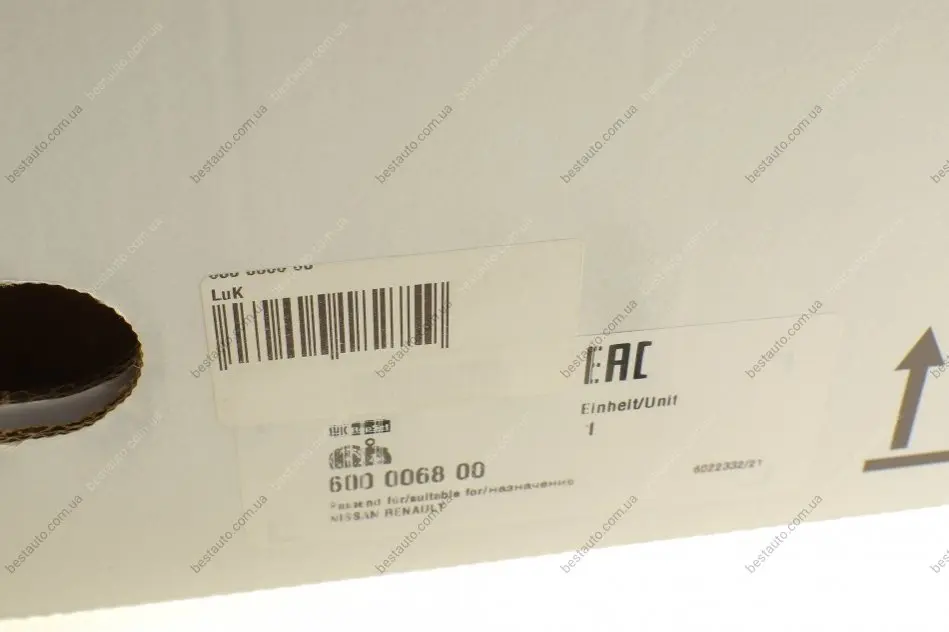 LuK
EAC
Einheit/Unit
1
600 0068 00
Passend für/suitable for/назначение
NISSAN RENAULT
6022332/21
bestauto.com.ua